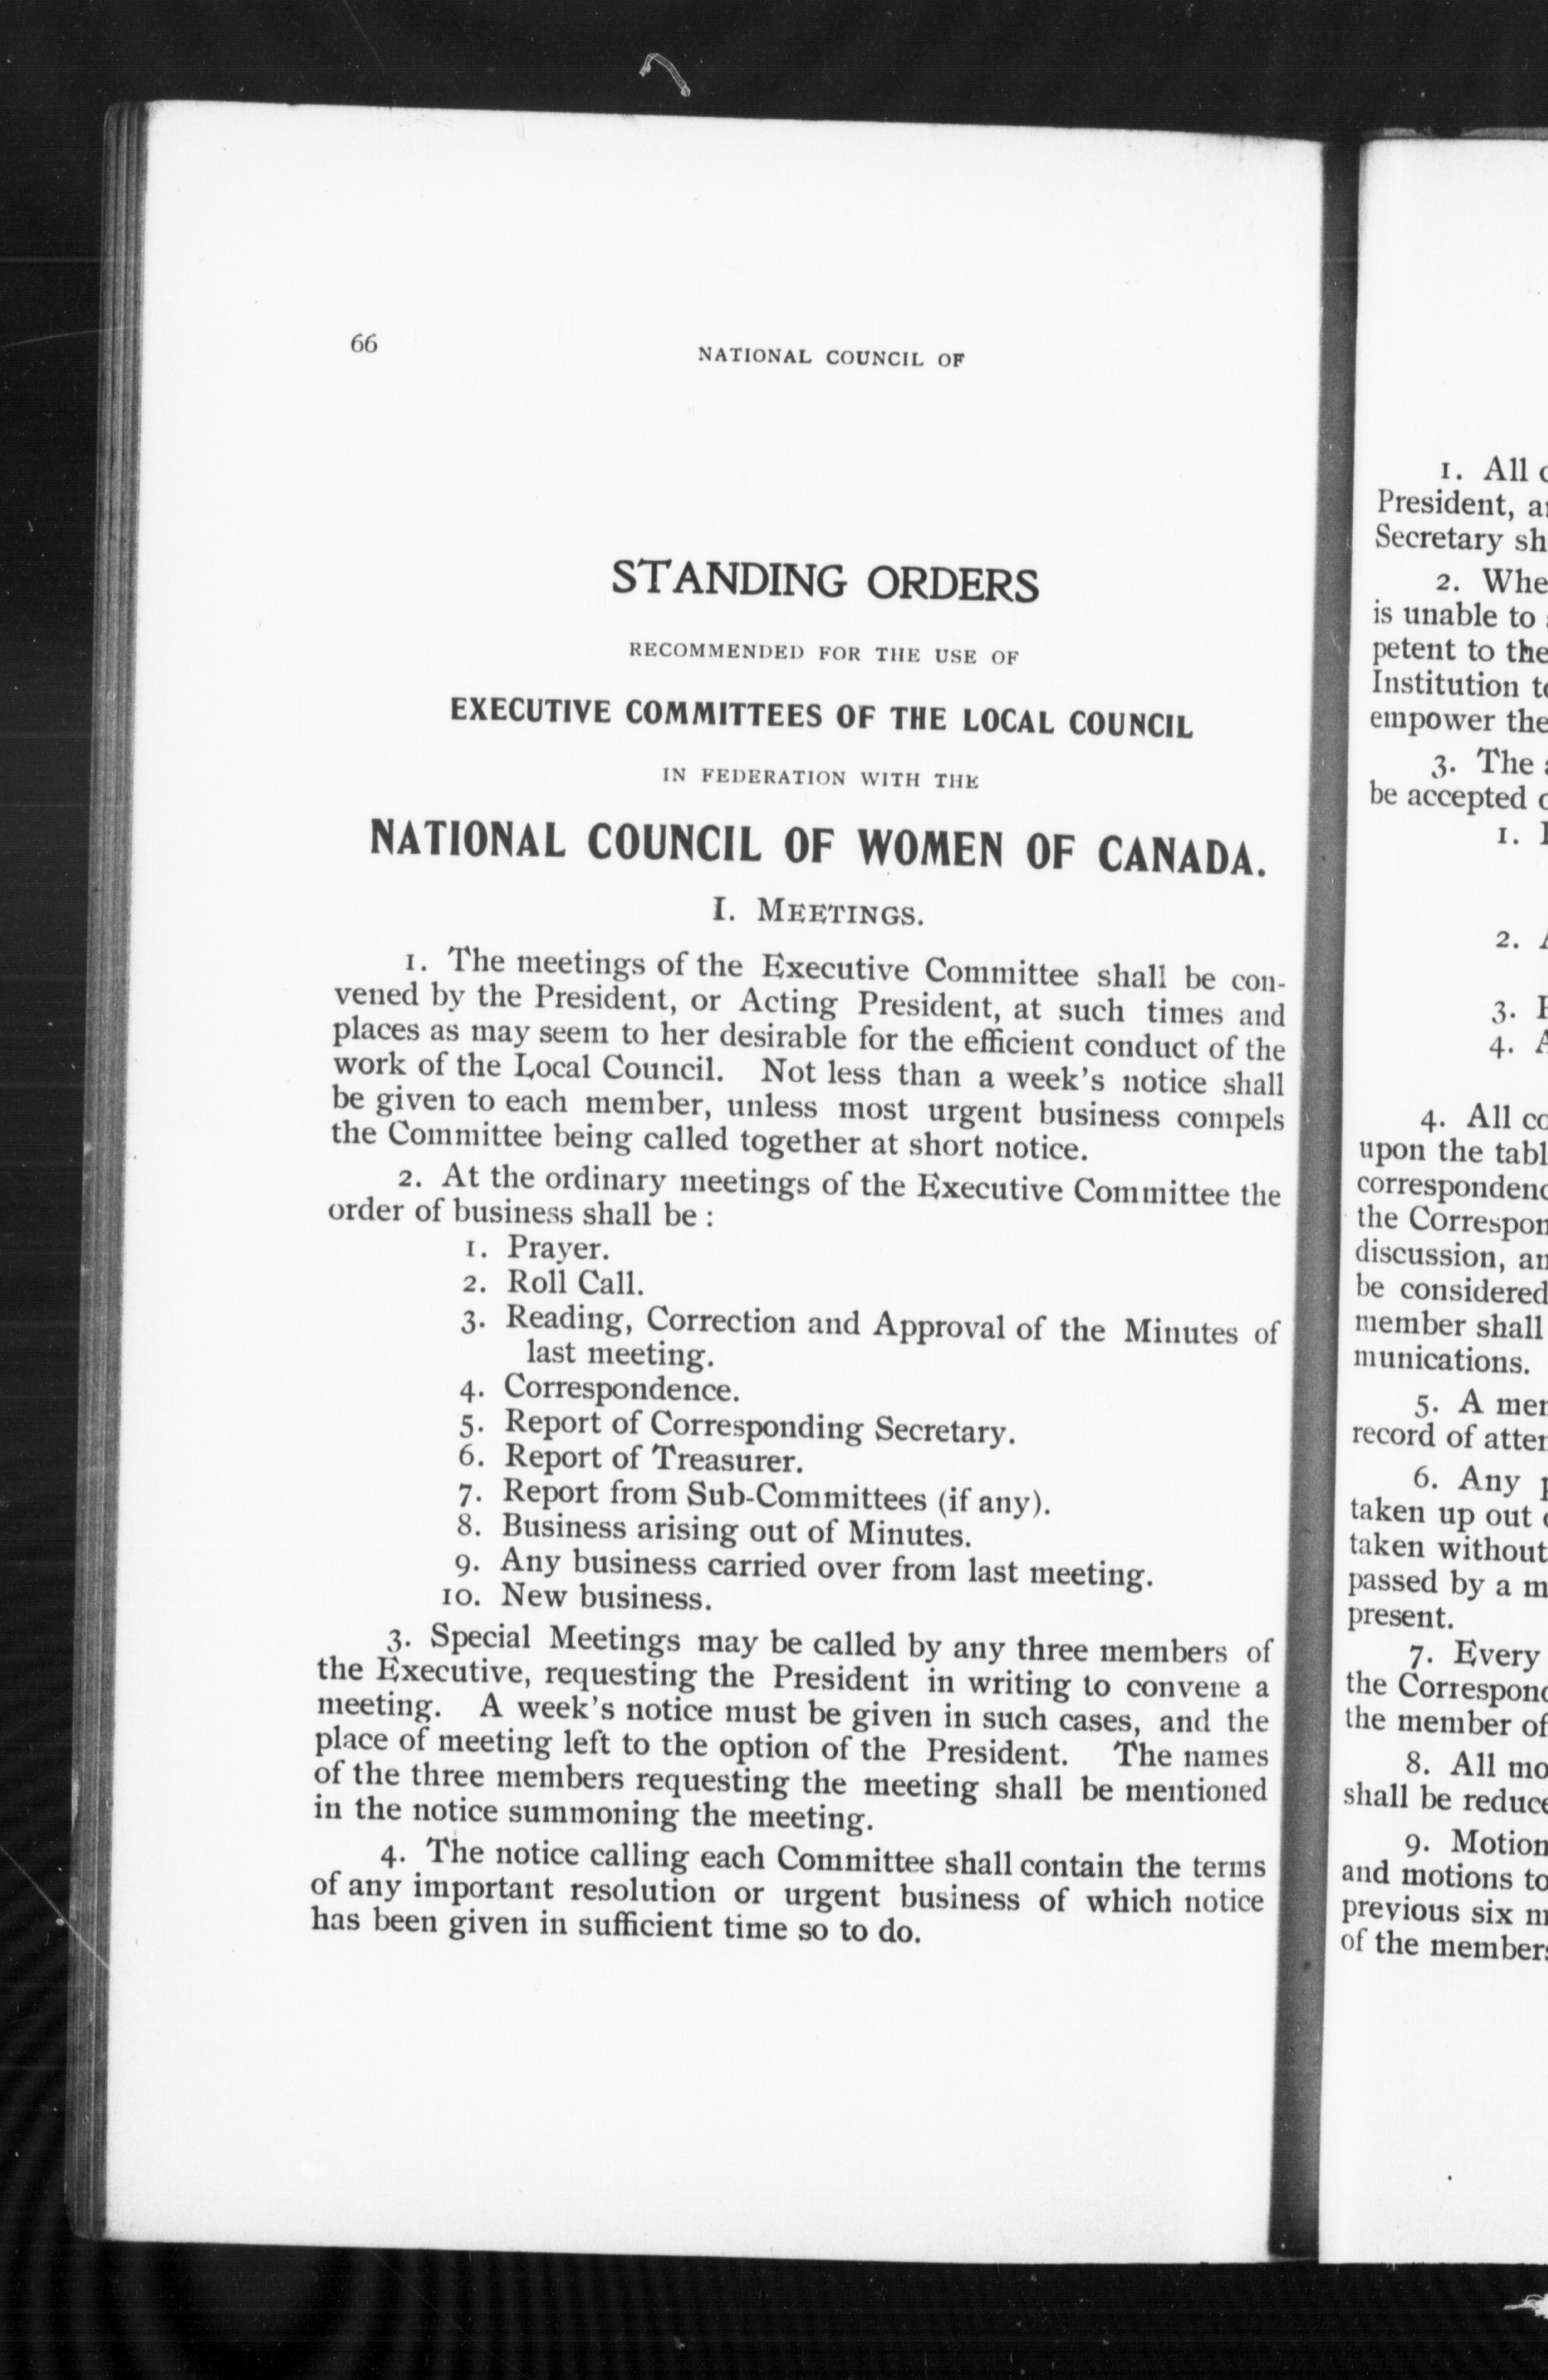 66
NATIONAL COUNCIL OF
STANDING ORDERS
RECOMMENDED FOR THE USE OF
EXECUTIVE COMMITTEES OF THE LOCAL COUNCIL
IN FEDERATION WITH THE
NATIONAL COUNCIL OF WOMEN OF CANADA.
I. MEETINGS.
1. The meetings of the Executive Committee shall be con-
vened by the President, or Acting President, at such times and
places as may seem to her desirable for the efficient conduct of the
work of the Local Council. Not less than a week's notice shall
be given to each member, unless most urgent business compels
the Committee being called together at short notice.
2. At the ordinary meetings of the Executive Committee the
order of business shall be :
1. Prayer.
2. Roll Call.
3. Reading, Correction and Approval of the Minutes of
last meeting.
4. Correspondence.
5. Report of Corresponding Secretary.
6. Report of Treasurer.
7. Report from Sub-Committees (if any).
8. Business arising out of Minutes.
9. Any business carried over from last meeting.
10. New business.
3. Special Meetings may be called by any three members of
the Executive, requesting the President in writing to convene a
meeting. A week's notice must be given in such cases, and the
place of meeting left to the option of the President. The names
of the three members requesting the meeting shall be mentioned
in the notice summoning the meeting.
4. The notice calling each Committee shall contain the terms
of any important resolution or urgent business of which notice
has been given in sufficient time so to do.
1. All
President,
Secretary
2.
is unable to
petent to the
Institution
empower the
3. The
be accepted
1.
2.
3.
4.
4. All
upon the
the
discussion,
be considered
member shall
munications.
5. A
record of
6. Any
taken up out
taken without
passed by a
present.
7. Every
the
the member of
8. All
shall be
9.
and motions to
previous six
of the